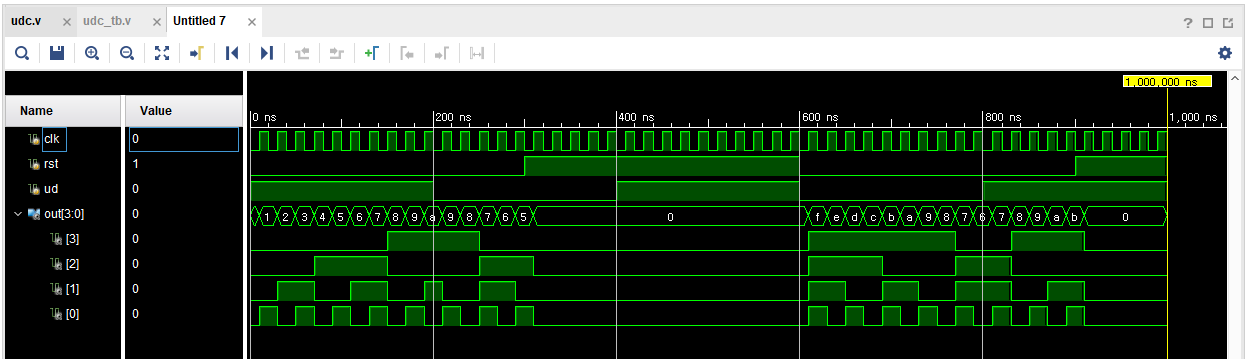 udc.v × udc_tb.v × Untitled 7 ×
?
1,000,000 ns
Name Value
0 ns 200 ns 400 ns 600 ns 800 ns 1,000 ns
clk 0
rst 1
ud 0
out[3:0] 0 1 2 3 4 5 6 7 8 9 a 9 8 7 6 5 0 f e d c b a 9 8 7 6 7 8 9 a b 0
[3] 0
[2] 0
[1] 0
[0] 0